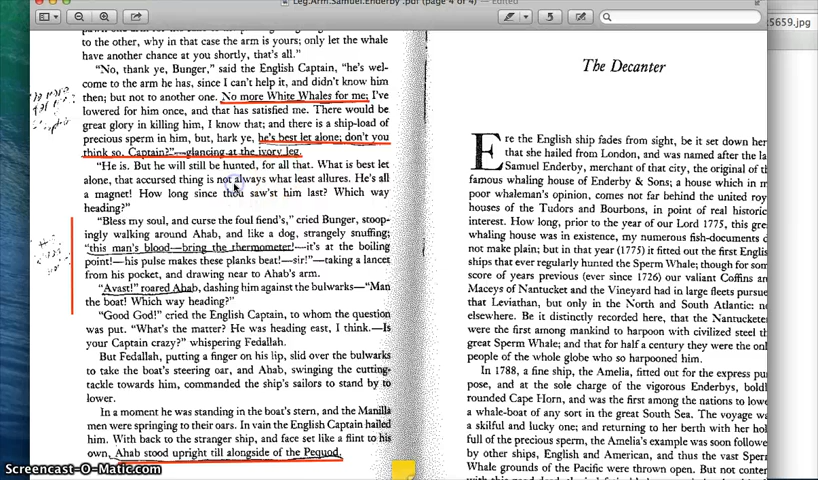 Leg.Arm.Samuel.Enderby .pdf (page 4 of 4) — Edited
5659.jpg
to the other, why in that case the arm is yours; only let the whale
have another chance at you shortly, that's all."
"No, thank ye, Bunger," said the English Captain, "he's wel-
come to the arm he has, since I can't help it, and didn't know him
then; but not to another one. No more White Whales for me; I've
lowered for him once, and that has satisfied me. There would be
great glory in killing him, I know that; and there is a ship-load of
precious sperm in him, but, hark ye, he's best let alone; don't you
think so, Captain?"—glancing at the ivory leg.
"He is. But he will still be hunted, for all that. What is best let
alone, that accursed thing is not always what least allures. He's all
a magnet! How long since thou saw'st him last? Which way
heading?"
"Bless my soul, and curse the foul fiend's," cried Bunger, stoop-
ingly walking around Ahab, and like a dog, strangely snuffing;
"this man's blood—bring the thermometer!—it's at the boiling
point!—his pulse makes these planks beat!—sir!"—taking a lancet
from his pocket, and drawing near to Ahab's arm.
"Avast!" roared Ahab, dashing him against the bulwarks—"Man
the boat! Which way heading?"
"Good God!" cried the English Captain, to whom the question
was put. "What's the matter? He was heading east, I think.—Is
your Captain crazy?" whispering Fedallah.
But Fedallah, putting a finger on his lip, slid over the bulwarks
to take the boat's steering oar, and Ahab, swinging the cutting-
tackle towards him, commanded the ship's sailors to stand by to
lower.
In a moment he was standing in the boat's stern, and the Manilla
men were springing to their oars. In vain the English Captain hailed
him. With back to the stranger ship, and face set like a flint to his
own, Ahab stood upright till alongside of the Pequod.
The Decanter
Ere the English ship fades from sight, be it set down her
that she hailed from London, and was named after the la
Samuel Enderby, merchant of that city, the original of th
famous whaling house of Enderby & Sons; a house which in m
poor whaleman's opinion, comes not far behind the united roy
houses of the Tudors and Bourbons, in point of real historic
interest. How long, prior to the year of our Lord 1775, this gre
whaling house was in existence, my numerous fish-documents d
not make plain; but in that year (1775) it fitted out the first Englis
ships that ever regularly hunted the Sperm Whale; though for som
score of years previous (ever since 1726) our valiant Coffins an
Maceys of Nantucket and the Vineyard had in large fleets pursue
that Leviathan, but only in the North and South Atlantic: no
elsewhere. Be it distinctly recorded here, that the Nantuckete
were the first among mankind to harpoon with civilized steel th
great Sperm Whale; and that for half a century they were the onl
people of the whole globe who so harpooned him.
In 1788, a fine ship, the Amelia, fitted out for the express pu
pose, and at the sole charge of the vigorous Enderbys, boldl
rounded Cape Horn, and was the first among the nations to lowe
a whale-boat of any sort in the great South Sea. The voyage wa
a skilful and lucky one; and returning to her berth with her hol
full of the precious sperm, the Amelia's example was soon followe
by other ships, English and American, and thus the vast Sperm
Whale grounds of the Pacific were thrown open. But not conten
Screencast-O-Matic.com